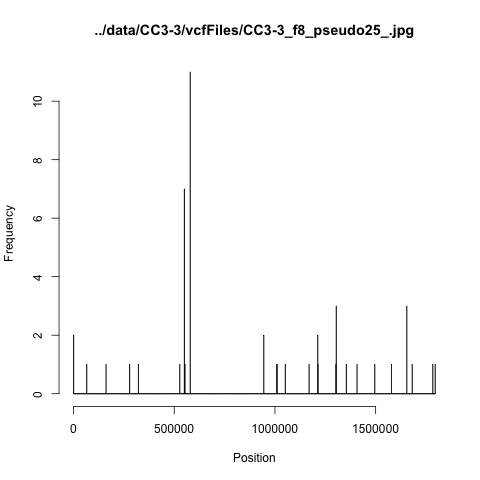 ../data/CC3-3/vcfFiles/CC3-3_f8_pseudo25_.jpg
Frequency
10
8
6
4
2
0
0 500000 1000000 1500000
Position